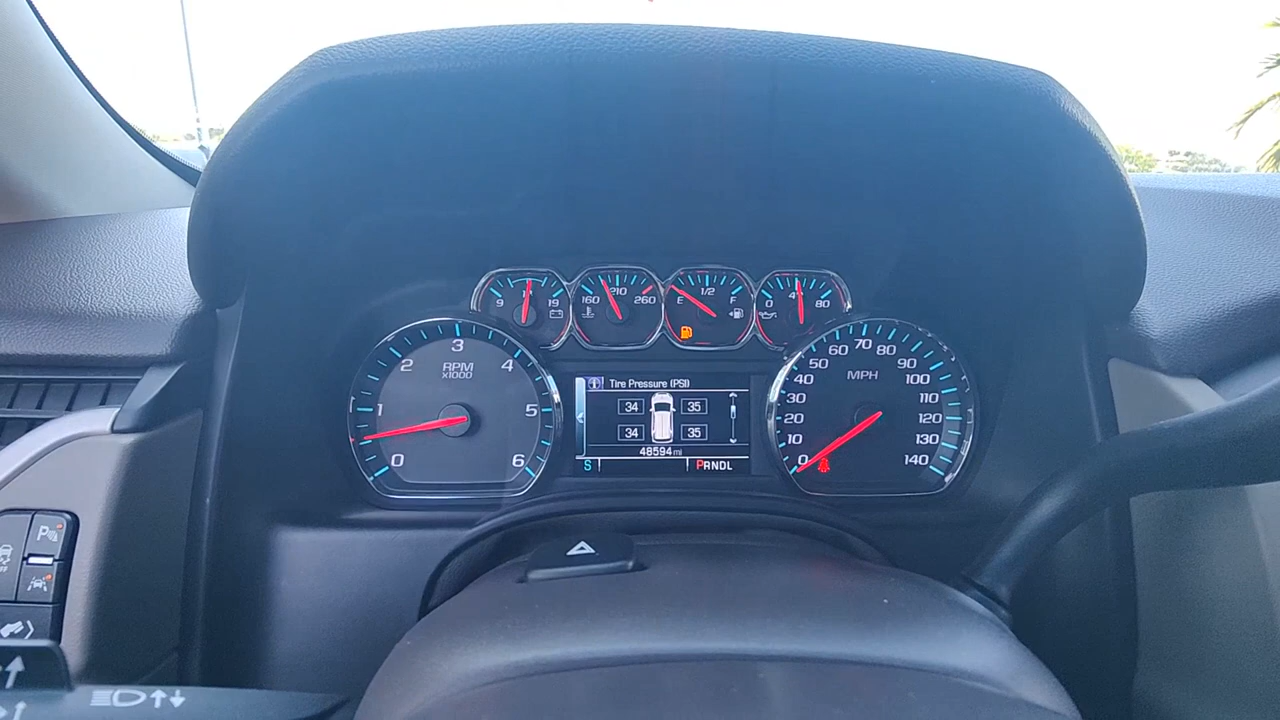 9 19
160 210 260
E 1/2 F
0 80
0 1 2 3 4 5 6
RPM
x1000
Tire Pressure (PSI)
34 35
34 35
48594 mi
S PRNDL
0 10 20 30 40 50 60 70 80 90 100 110 120 130 140
MPH
P